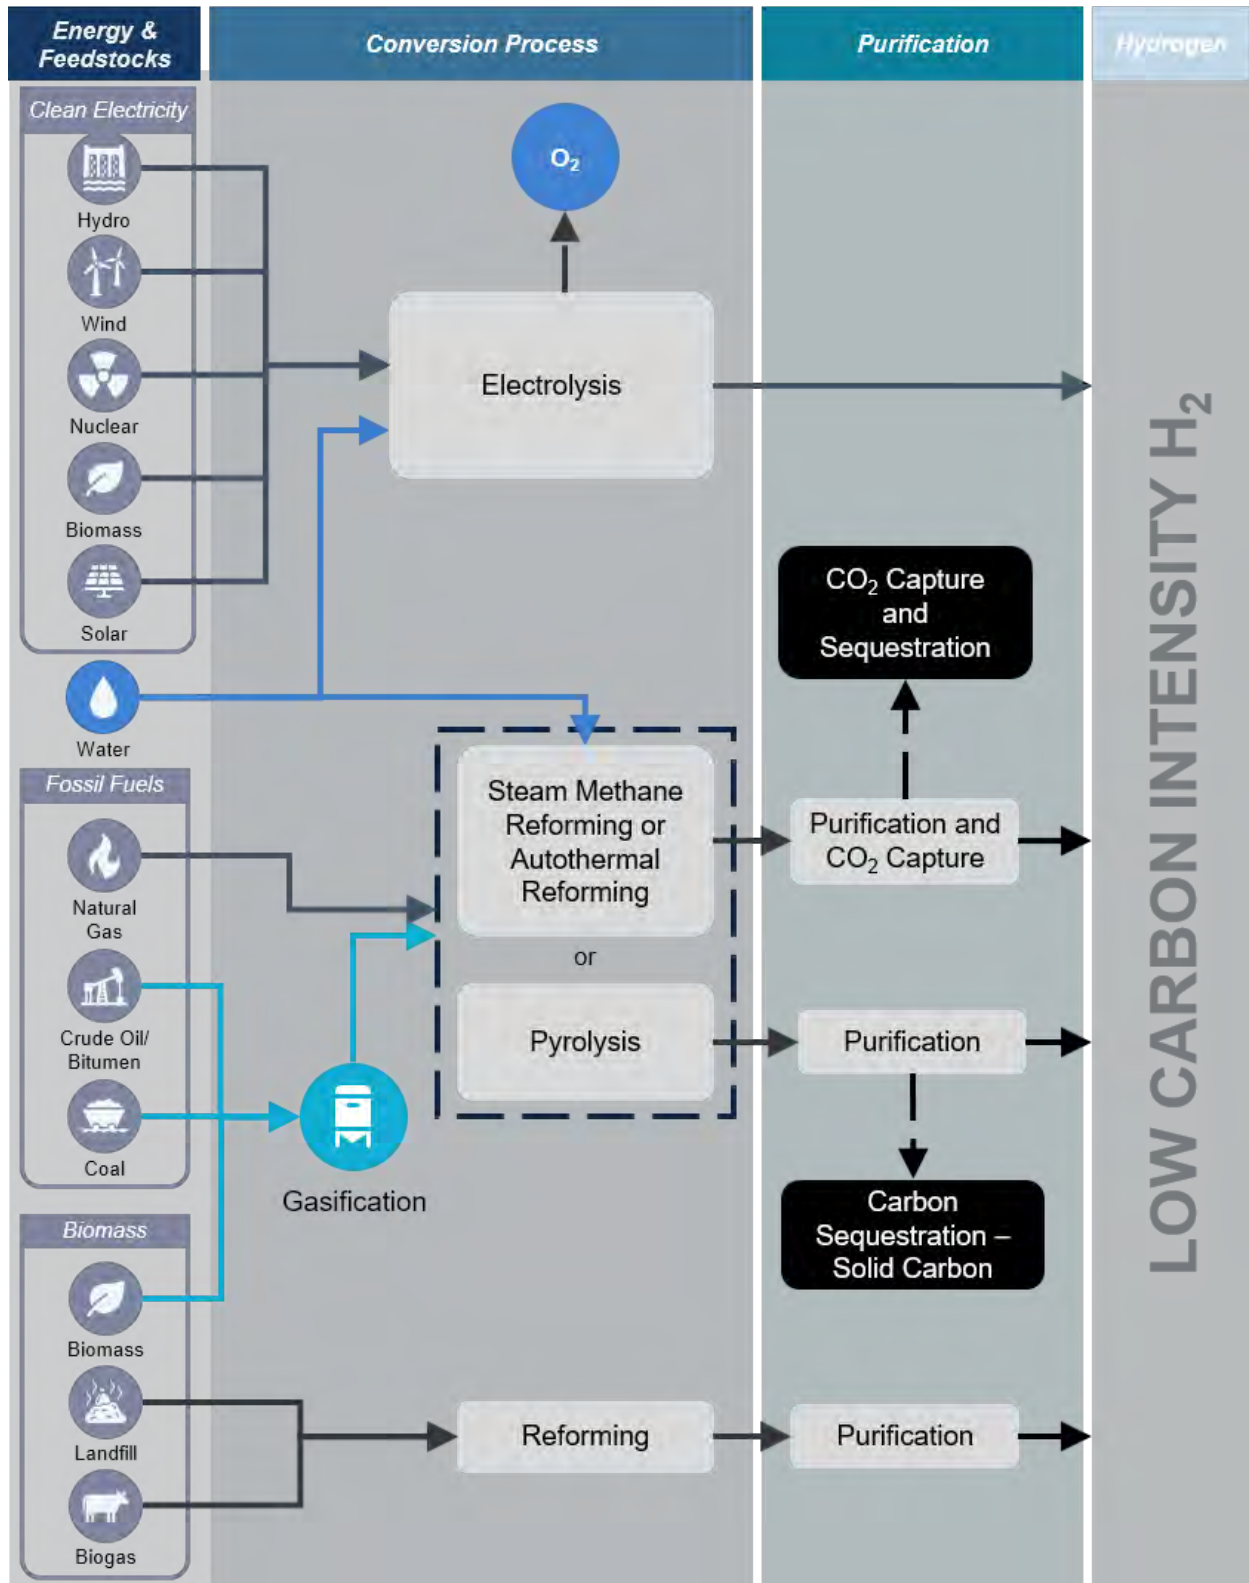 Energy &
Feedstocks
Conversion Process
Purification
Hydrogen
Clean Electricity
Hydro
Wind
Nuclear
Biomass
Solar
Water
Fossil Fuels
Natural
Gas
Crude Oil/
Bitumen
Coal
Biomass
Biomass
Landfill
Biogas
O₂
Electrolysis
Steam Methane
Reforming or
Autothermal
Reforming
or
Pyrolysis
Gasification
Reforming
CO₂ Capture
and
Sequestration
Purification and
CO₂ Capture
Purification
Carbon
Sequestration –
Solid Carbon
Purification
LOW CARBON INTENSITY H₂